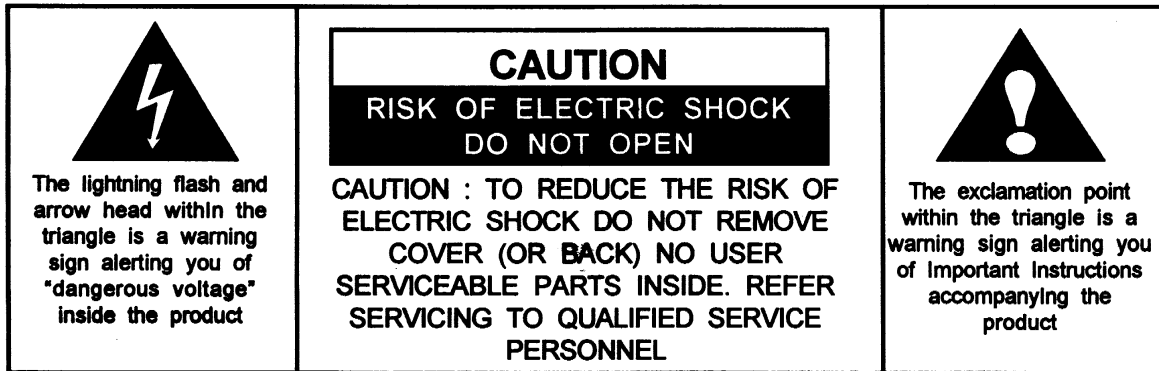 The lightning flash and
arrow head within the
triangle is a warning
sign alerting you of
"dangerous voltage"
inside the product
CAUTION
RISK OF ELECTRIC SHOCK
DO NOT OPEN
CAUTION : TO REDUCE THE RISK OF
ELECTRIC SHOCK DO NOT REMOVE
COVER (OR BACK) NO USER
SERVICEABLE PARTS INSIDE. REFER
SERVICING TO QUALIFIED SERVICE
PERSONNEL
The exclamation point
within the triangle is a
warning sign alerting you
of Important Instructions
accompanying the
product